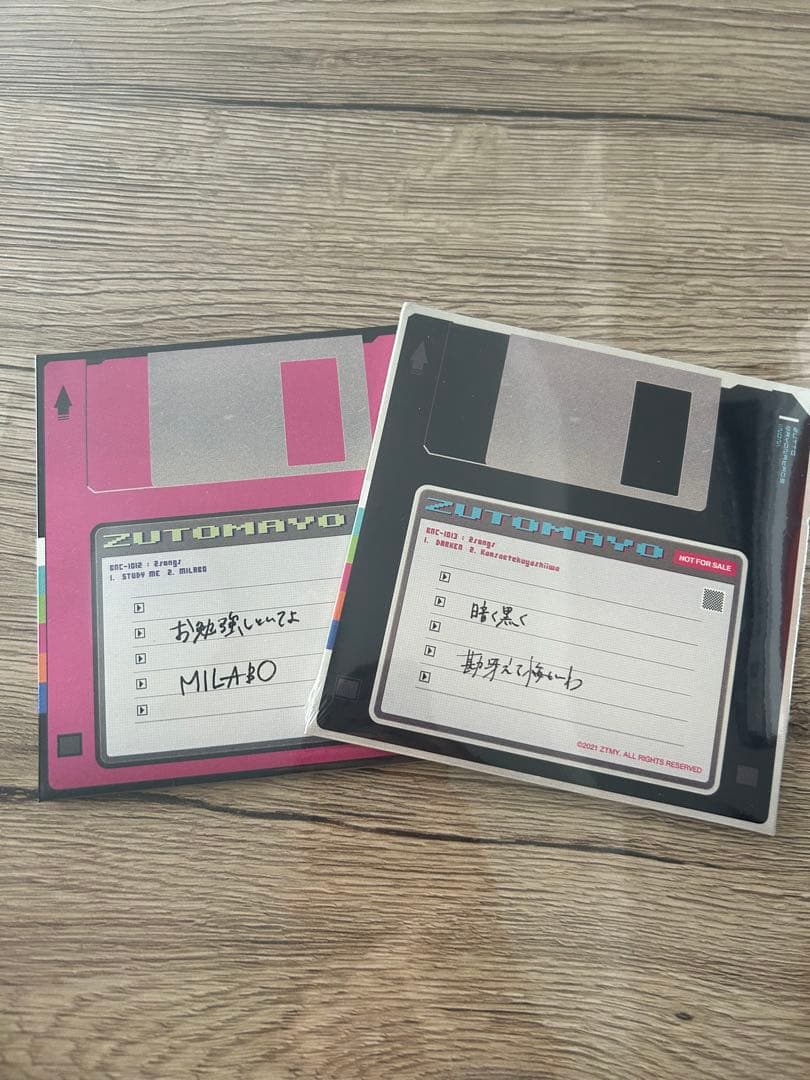 ZUTOMAYO
GNC-1012 : 2songs
1. STUDY ME 2. MILABO
お勉強しといてよ
MILABO
ZUTOMAYO
NOT FOR SALE
GNC-1013 : 2songs
1. DARKEN 2. Kansaetekuyashiiwa
暗く黒く
勘冴えて悔しいわ
©2021 ZTMY. ALL RIGHTS RESERVED